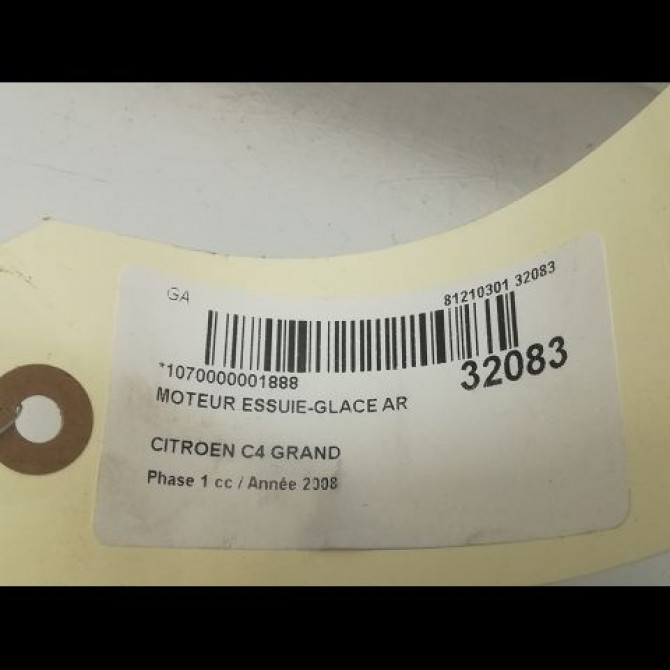 GA 81210301 32083
*1070000001888 32083
MOTEUR ESSUIE-GLACE AR
CITROEN C4 GRAND
Phase 1 cc / Année 2008